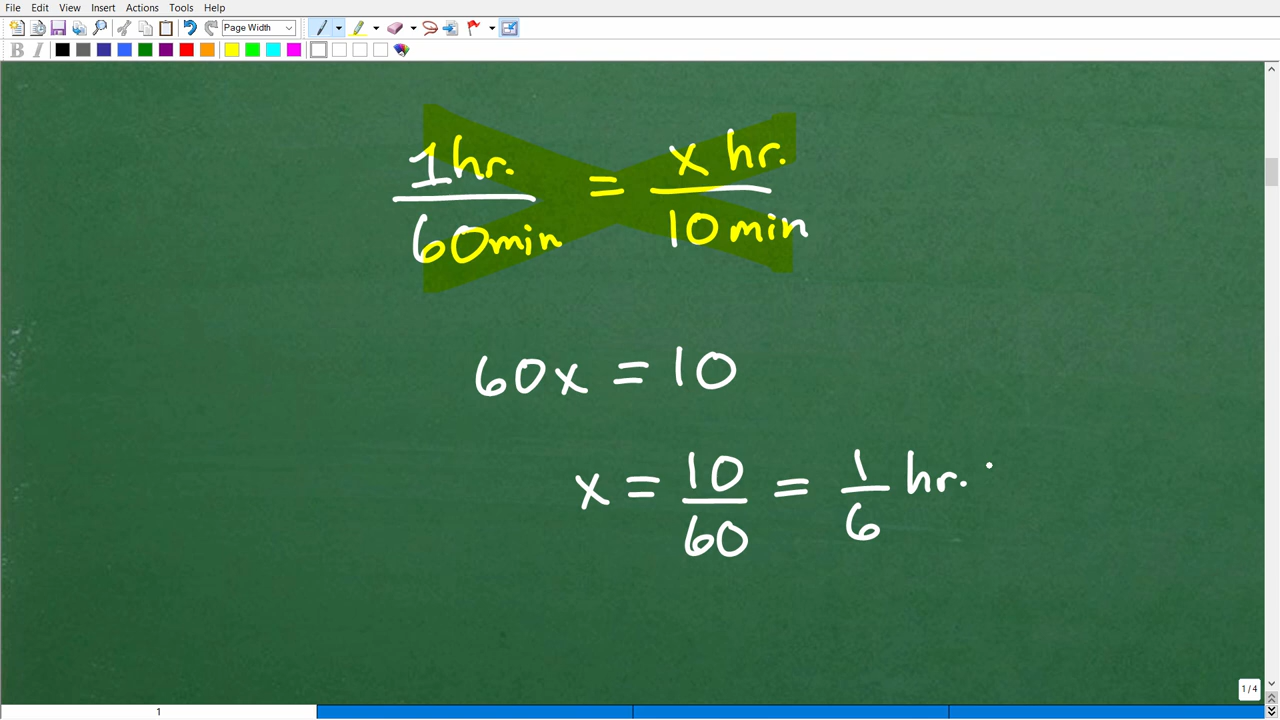 File Edit View Insert Actions Tools Help
Page Width
B I
1 hr. / 60 min = x hr. / 10 min
60x = 10
x = 10/60 = 1/6 hr.
1 / 4
1